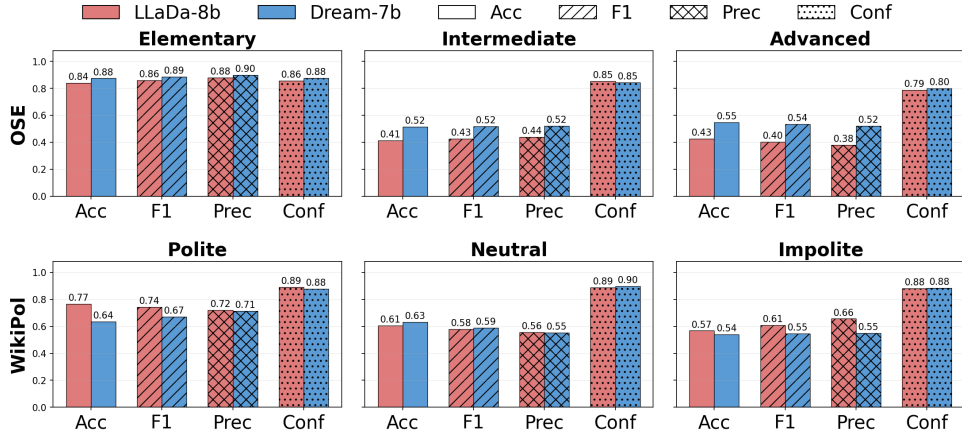 LLaDa-8b Dream-7b Acc F1 Prec Conf
Elementary Intermediate Advanced
OSE
1.0
0.8
0.6
0.4
0.2
0.0
0.84 0.88 0.86 0.89 0.88 0.90 0.86 0.88
Acc F1 Prec Conf
0.41 0.52 0.43 0.52 0.44 0.52 0.85 0.85
Acc F1 Prec Conf
0.43 0.55 0.40 0.54 0.38 0.52 0.79 0.80
Acc F1 Prec Conf
Polite Neutral Impolite
WikiPol
1.0
0.8
0.6
0.4
0.2
0.0
0.77 0.64 0.74 0.67 0.72 0.71 0.89 0.88
Acc F1 Prec Conf
0.61 0.63 0.58 0.59 0.56 0.55 0.89 0.90
Acc F1 Prec Conf
0.57 0.54 0.61 0.55 0.66 0.55 0.88 0.88
Acc F1 Prec Conf